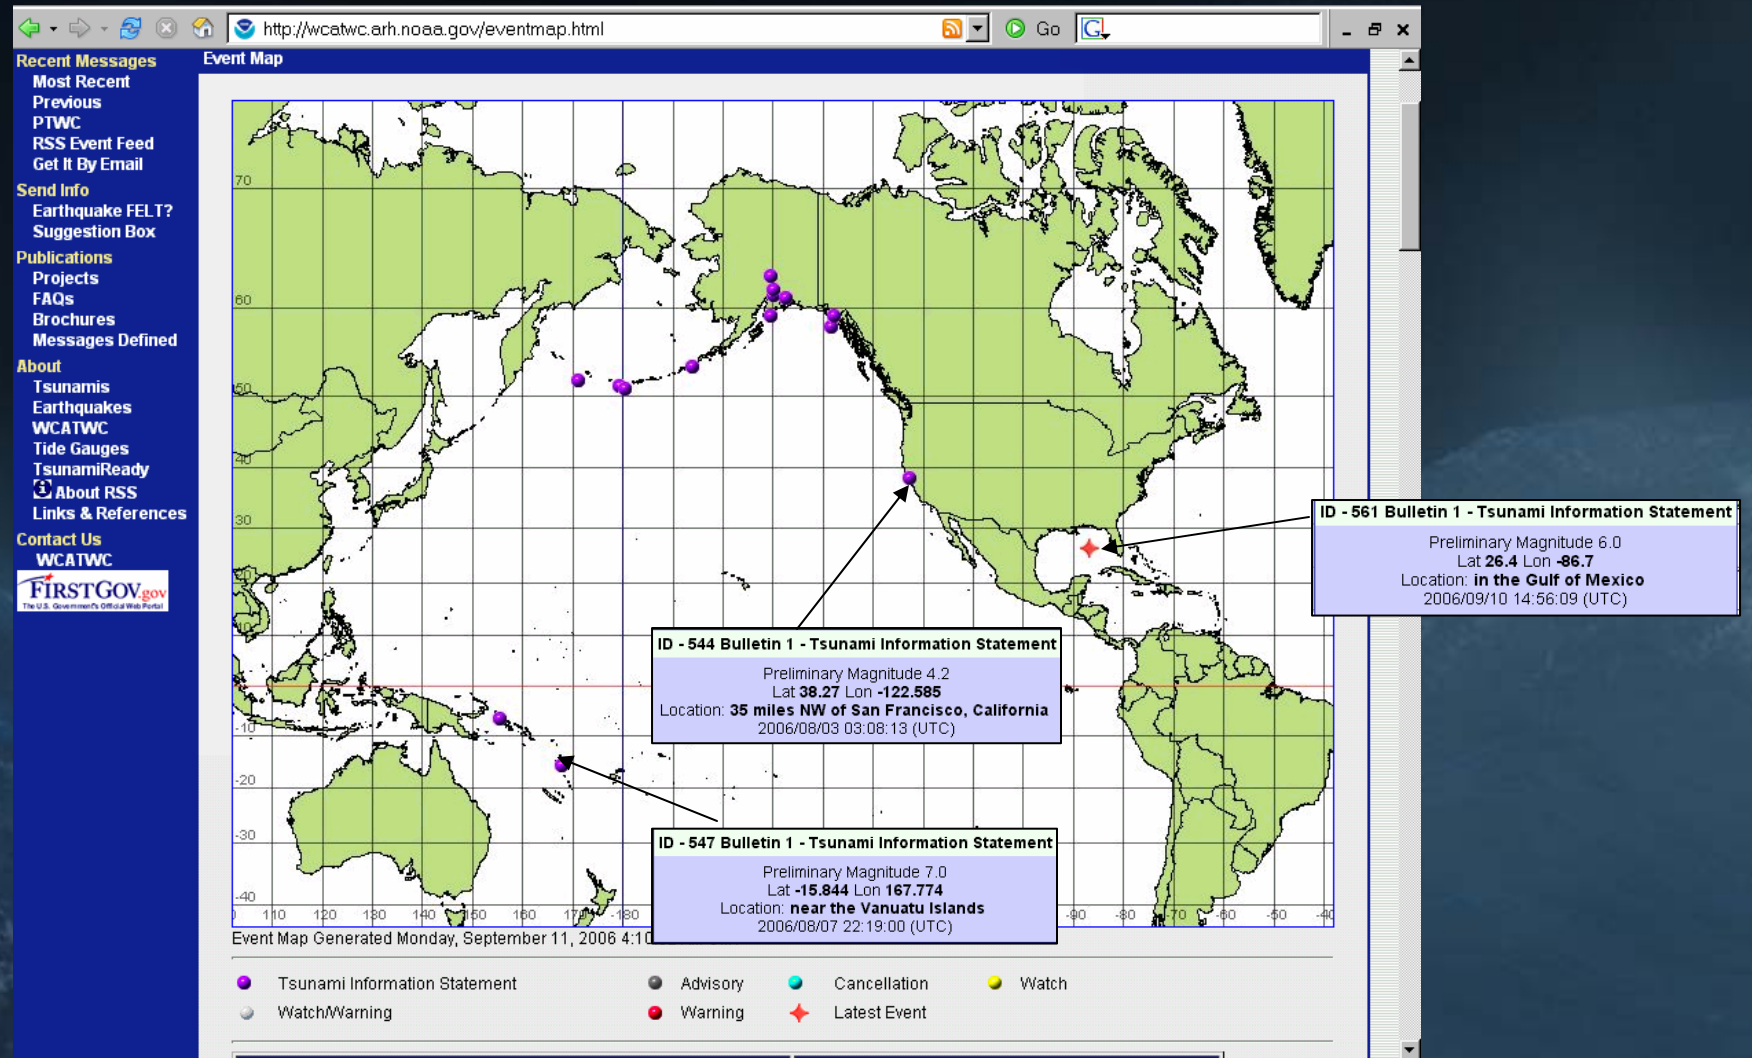 http://wcatwc.arh.noaa.gov/eventmap.html
Go
G
Recent Messages
Most Recent
Previous
PTWC
RSS Event Feed
Get It By Email
Send Info
Earthquake FELT?
Suggestion Box
Publications
Projects
FAQs
Brochures
Messages Defined
About
Tsunamis
Earthquakes
WCATWC
Tide Gauges
TsunamiReady
About RSS
Links & References
Contact Us
WCATWC
FIRSTGOV.gov
The U.S. Government's Official Web Portal
Event Map
70
60
50
40
30
20
10
-10
-20
-30
-40
110 120 130 140 150 160 170 -180 -90 -80 -70 -60 -50 -40
ID - 561 Bulletin 1 - Tsunami Information Statement
Preliminary Magnitude 6.0
Lat 26.4 Lon -86.7
Location: in the Gulf of Mexico
2006/09/10 14:56:09 (UTC)
ID - 544 Bulletin 1 - Tsunami Information Statement
Preliminary Magnitude 4.2
Lat 38.27 Lon -122.585
Location: 35 miles NW of San Francisco, California
2006/08/03 03:08:13 (UTC)
ID - 547 Bulletin 1 - Tsunami Information Statement
Preliminary Magnitude 7.0
Lat -15.844 Lon 167.774
Location: near the Vanuatu Islands
2006/08/07 22:19:00 (UTC)
Event Map Generated Monday, September 11, 2006 4:10
Tsunami Information Statement
Advisory
Cancellation
Watch
Watch/Warning
Warning
Latest Event